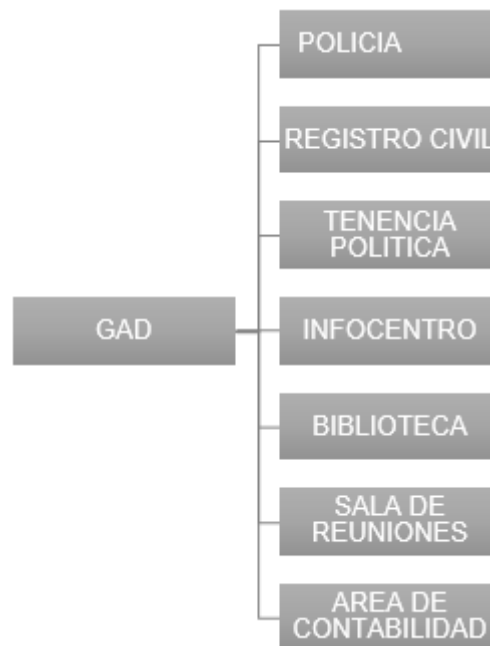 POLICIA
REGISTRO CIVIL
TENENCIA
POLITICA
GAD
INFOCENTRO
BIBLIOTECA
SALA DE
REUNIONES
AREA DE
CONTABILIDAD